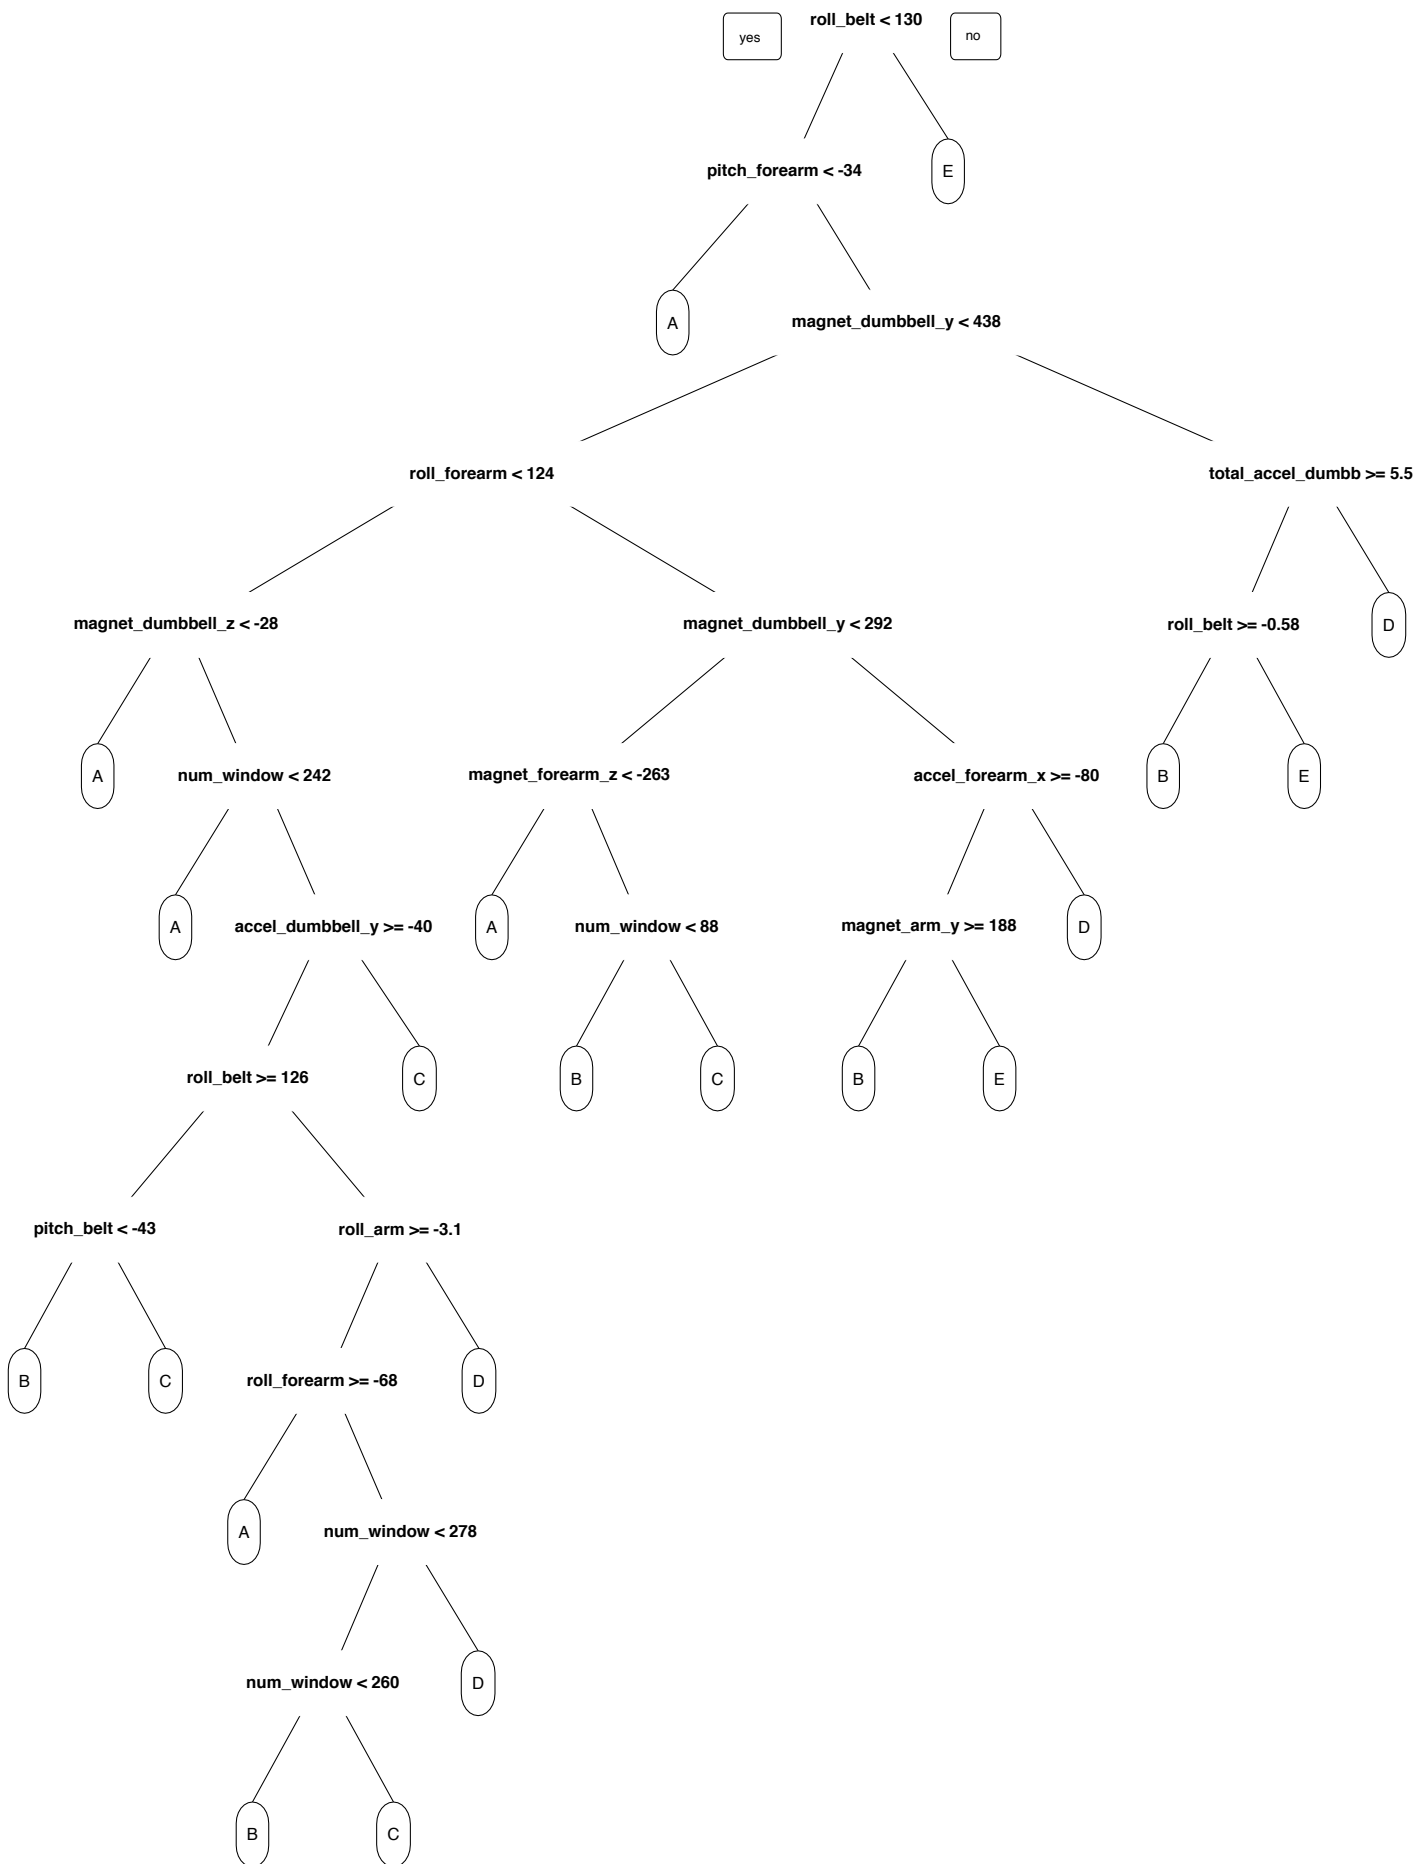 yes
roll_belt < 130
no
pitch_forearm < -34
E
A
magnet_dumbbell_y < 438
roll_forearm < 124
total_accel_dumbb >= 5.5
magnet_dumbbell_z < -28
magnet_dumbbell_y < 292
roll_belt >= -0.58
D
A
num_window < 242
magnet_forearm_z < -263
accel_forearm_x >= -80
B
E
A
accel_dumbbell_y >= -40
A
num_window < 88
magnet_arm_y >= 188
D
roll_belt >= 126
C
B
C
B
E
pitch_belt < -43
roll_arm >= -3.1
B
C
roll_forearm >= -68
D
A
num_window < 278
num_window < 260
D
B
C